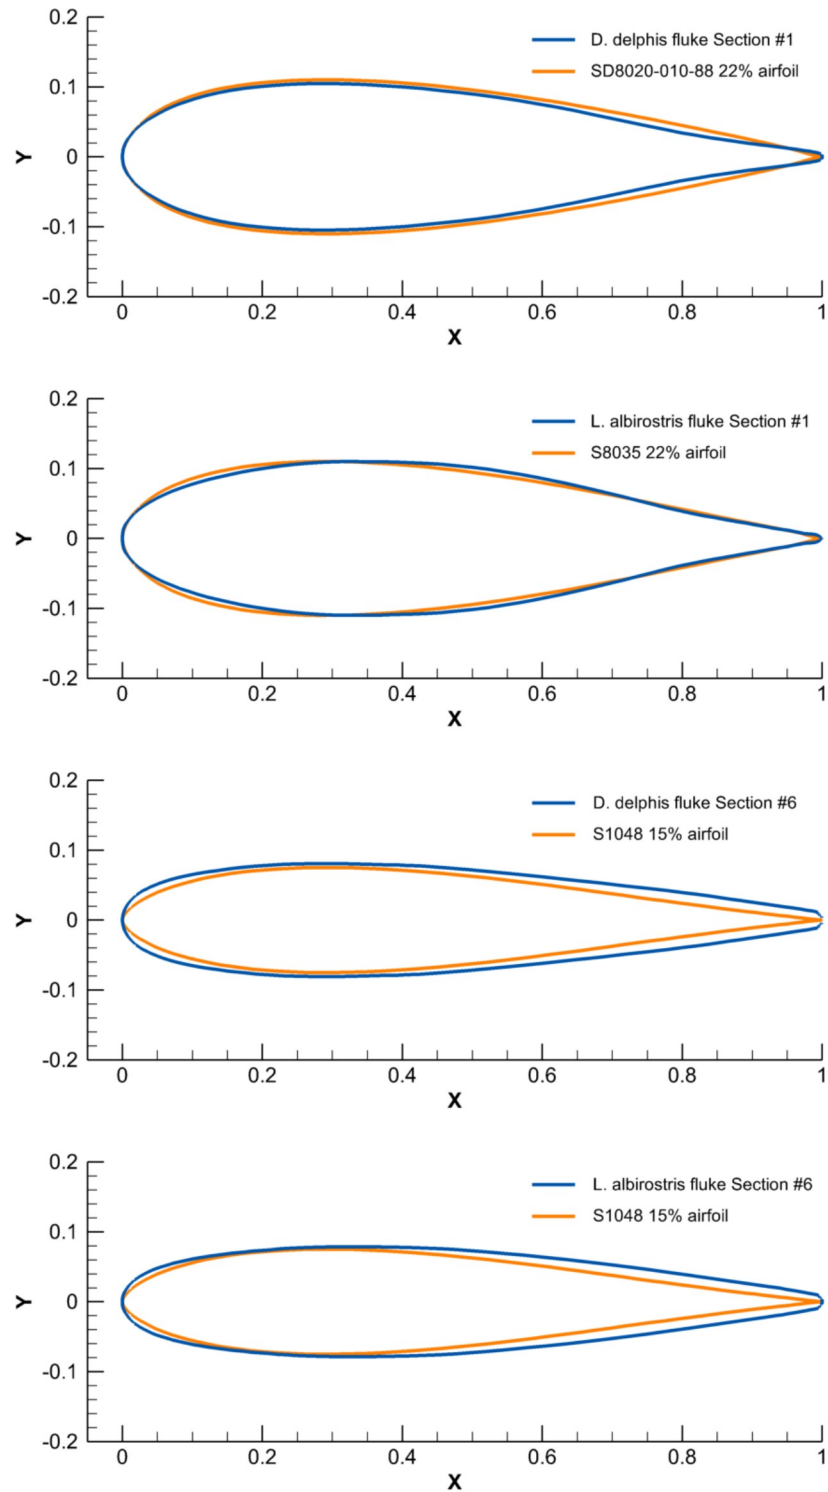 0.2
D. delphis fluke Section #1
SD8020-010-88 22% airfoil
0.1
Y
0
-0.1
-0.2
0 0.2 0.4 0.6 0.8 1
X
0.2
L. albirostris fluke Section #1
S8035 22% airfoil
0.1
Y
0
-0.1
-0.2
0 0.2 0.4 0.6 0.8 1
X
0.2
D. delphis fluke Section #6
S1048 15% airfoil
0.1
Y
0
-0.1
-0.2
0 0.2 0.4 0.6 0.8 1
X
0.2
L. albirostris fluke Section #6
S1048 15% airfoil
0.1
Y
0
-0.1
-0.2
0 0.2 0.4 0.6 0.8 1
X